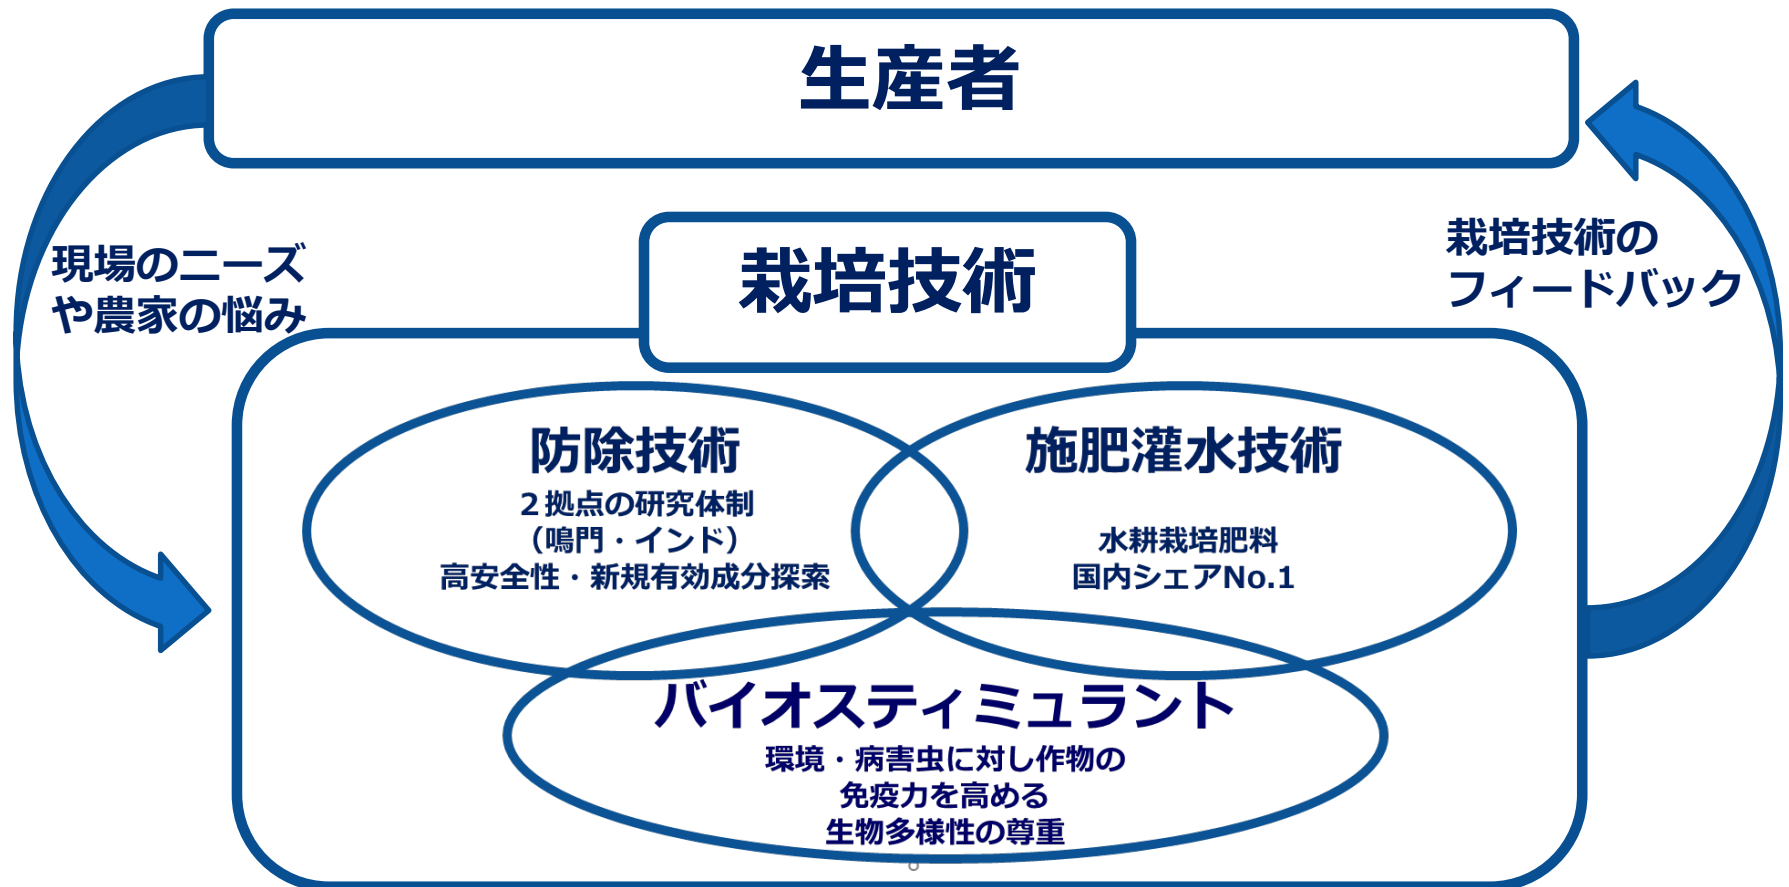 生産者
現場のニーズ
や農家の悩み
栽培技術の
フィードバック
栽培技術
防除技術
２拠点の研究体制
（鳴門・インド）
高安全性・新規有効成分探索
施肥灌水技術
水耕栽培肥料
国内シェアNo.1
バイオスティミュラント
環境・病害虫に対し作物の
免疫力を高める
生物多様性の尊重